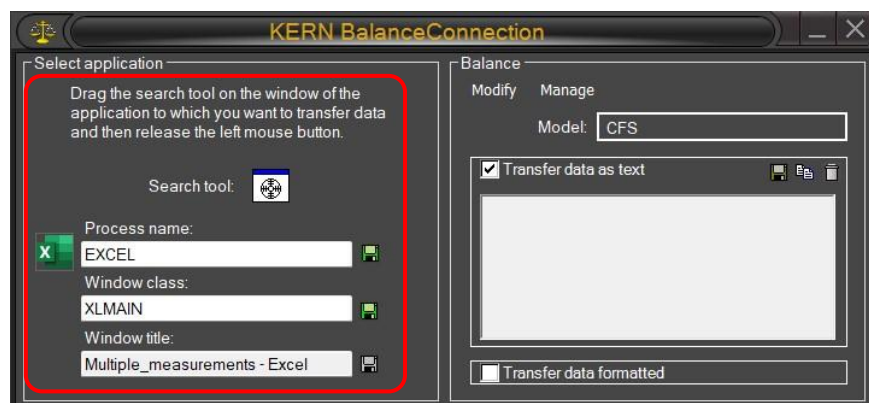 KERN BalanceConnection
Select application
Drag the search tool on the window of the
application to which you want to transfer data
and then release the left mouse button.
Search tool:
Process name:
EXCEL
Window class:
XLMAIN
Window title:
Multiple_measurements - Excel
Balance
Modify Manage
Model: CFS
Transfer data as text
Transfer data formatted